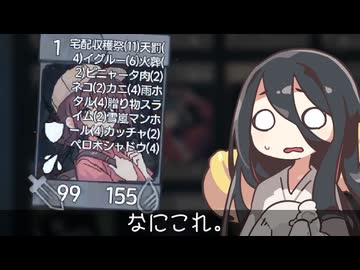 1
宅配収穫祭(11)天罰(
4)イグルー(6)火葬(
2)ピニャータ肉(2)
ネコ(2)カニ(4)雨ホ
タル(4)贈り物スラ
イム(2)雪嵐マンホ
ール(4)カッチャ(2)
ベロ木シャドウ(4)
99 155
なにこれ。